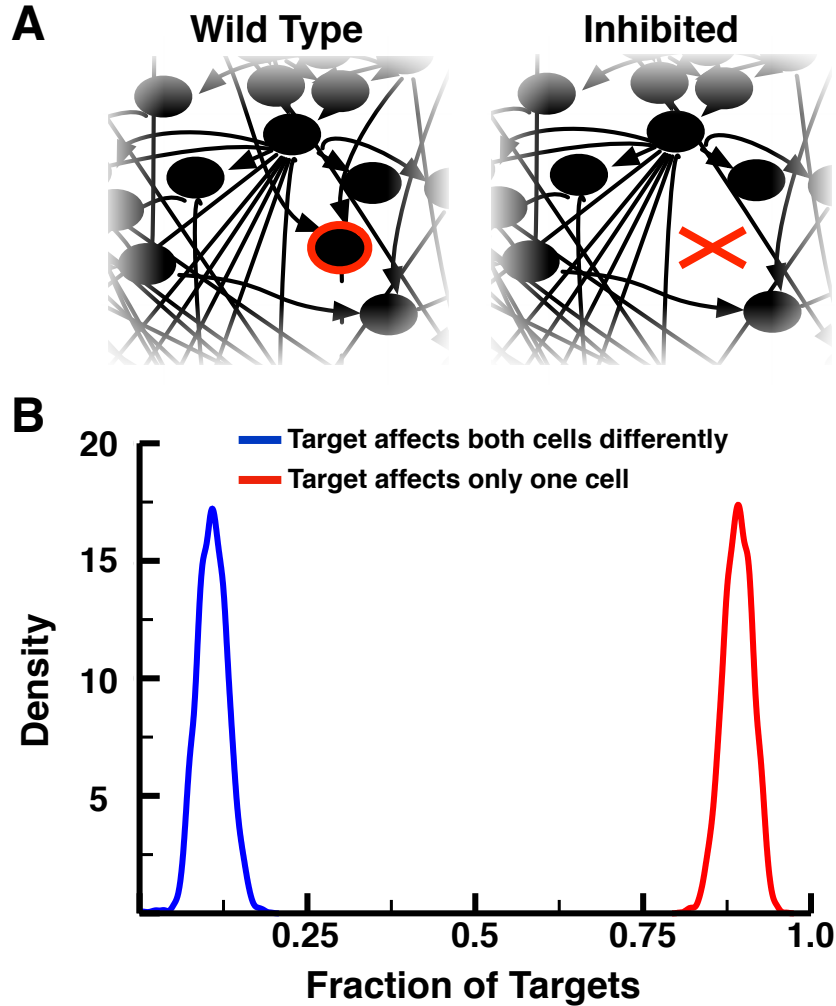 A
Wild Type
Inhibited
B
Target affects both cells differently
Target affects only one cell
20
15
10
5
Density
0.25
0.5
0.75
1.0
Fraction of Targets